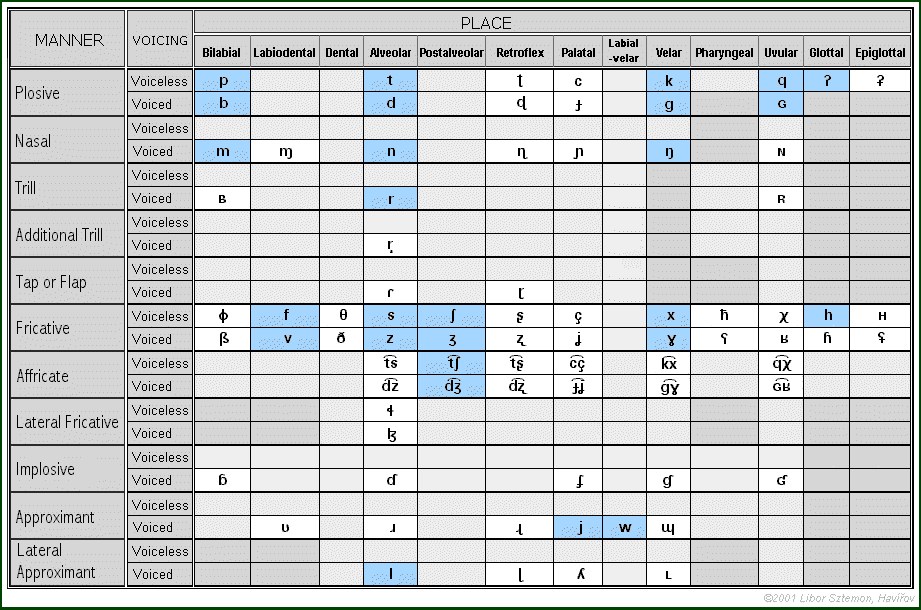 MANNER VOICING PLACE
Bilabial Labiodental Dental Alveolar Postalveolar Retroflex Palatal Labial-velar Velar Pharyngeal Uvular Glottal Epiglottal
Plosive Voiceless p t ʈ c k q ʔ ʡ
Voiced b d ɖ ɟ g ɢ
Nasal Voiceless
Voiced m ɱ n ɳ ɲ ŋ ɴ
Trill Voiceless
Voiced ʙ r ʀ
Additional Trill Voiceless
Voiced r̝
Tap or Flap Voiceless
Voiced ɾ ɽ
Fricative Voiceless ɸ f θ s ʃ ʂ ç x ħ χ h ʜ
Voiced β v ð z ʒ ʐ ʝ ɣ ʕ ʁ ɦ ʢ
Affricate Voiceless t͡s t͡ʃ t͡ʂ c͡ç k͡x q͡χ
Voiced d͡z d͡ʒ d͡ʐ ɟ͡ʝ g͡ɣ ɢ͡ʁ
Lateral Fricative Voiceless ɬ
Voiced ɮ
Implosive Voiceless
Voiced ɓ ɗ ʄ ɠ ʛ
Approximant Voiceless
Voiced ʋ ɹ ɻ j w ɰ
Lateral Approximant Voiceless
Voiced l ɭ ʎ ʟ
©2001 Libor Sztemon, Havířov